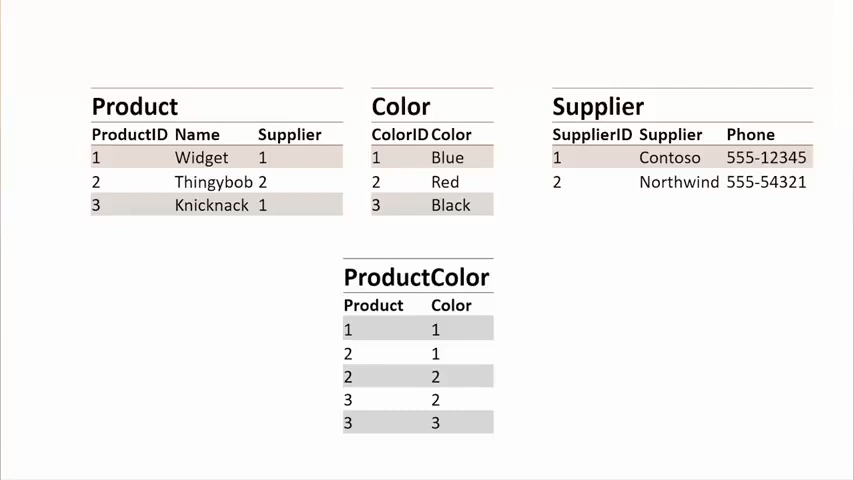 Product
ProductID Name Supplier
1 Widget 1
2 Thingybob 2
3 Knicknack 1
Color
ColorID Color
1 Blue
2 Red
3 Black
Supplier
SupplierID Supplier Phone
1 Contoso 555-12345
2 Northwind 555-54321
ProductColor
Product Color
1 1
2 1
2 2
3 2
3 3